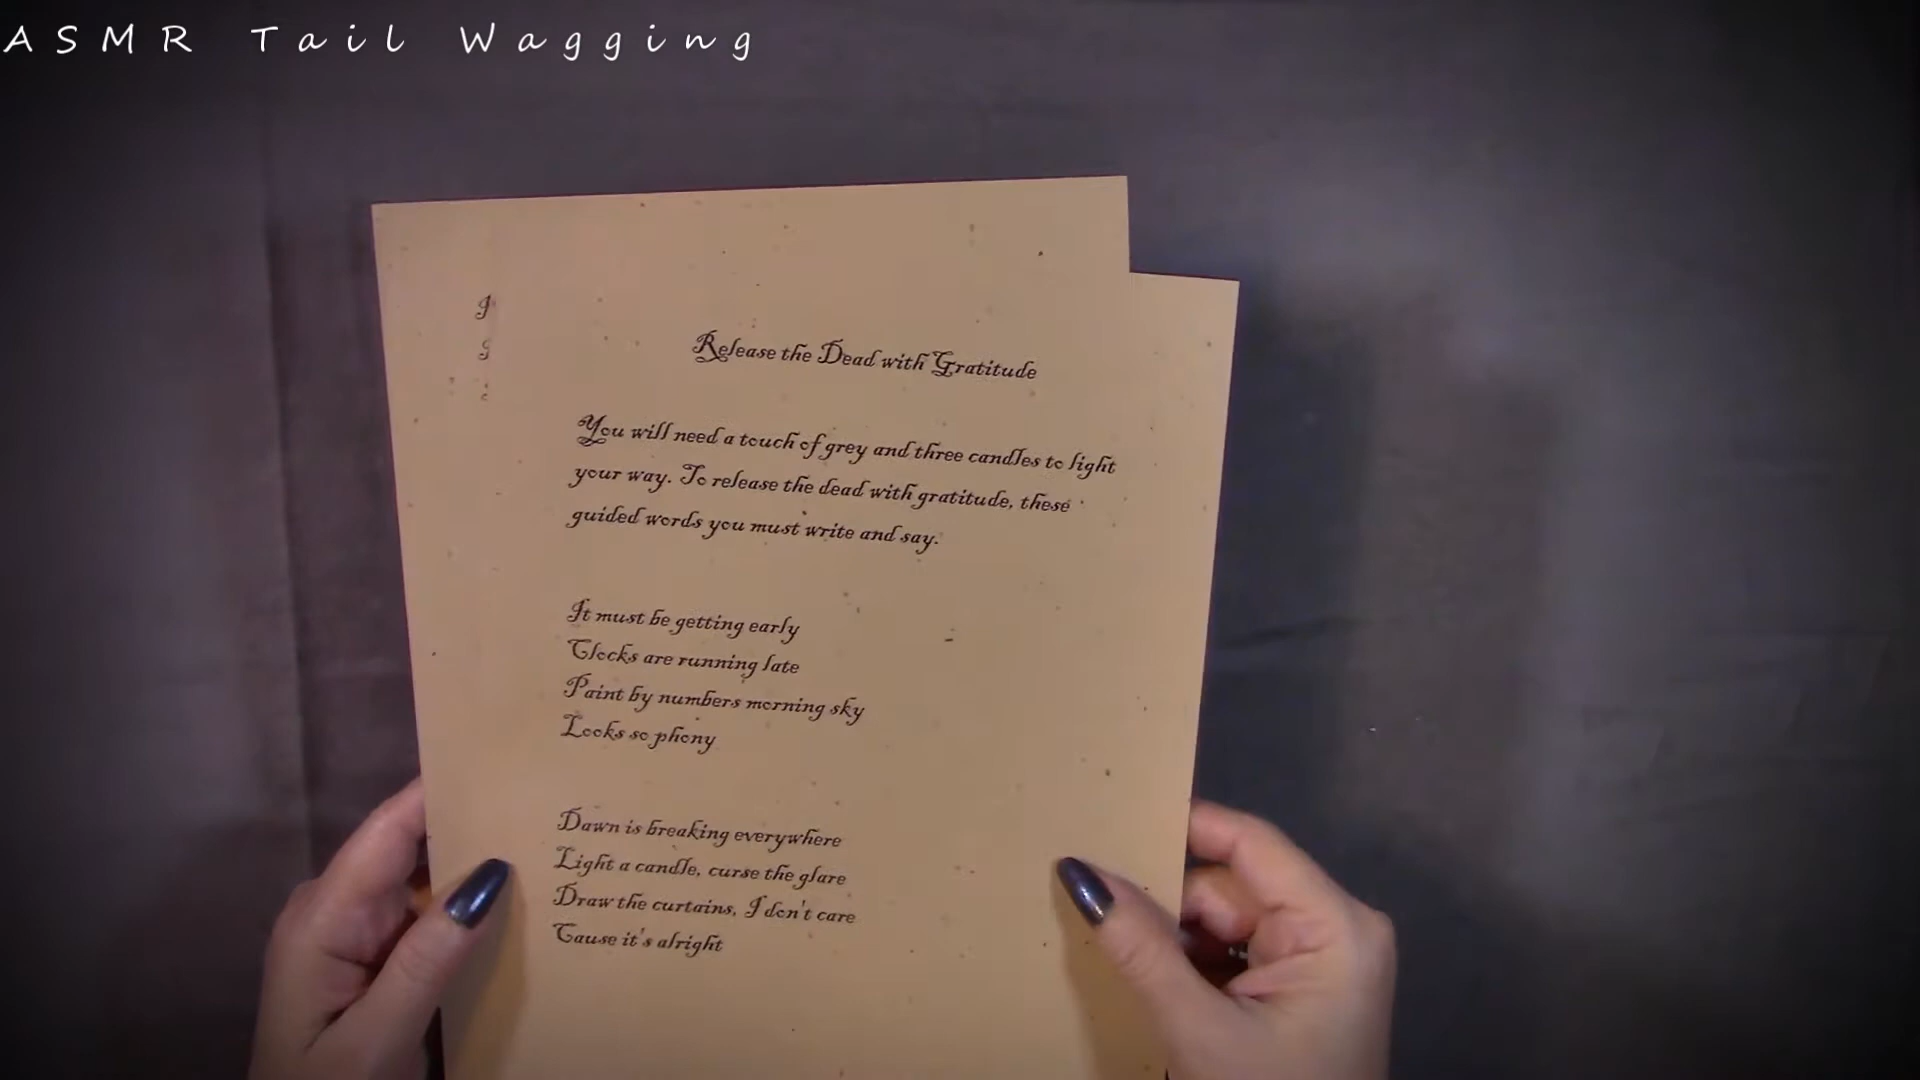 ASMR Tail Wagging
Release the Dead with Gratitude
You will need a touch of grey and three candles to light
your way. To release the dead with gratitude, these
guided words you must write and say.
It must be getting early
Clocks are running late
Paint by numbers morning sky
Looks so phony
Dawn is breaking everywhere
Light a candle, curse the glare
Draw the curtains, I don't care
Cause it's alright